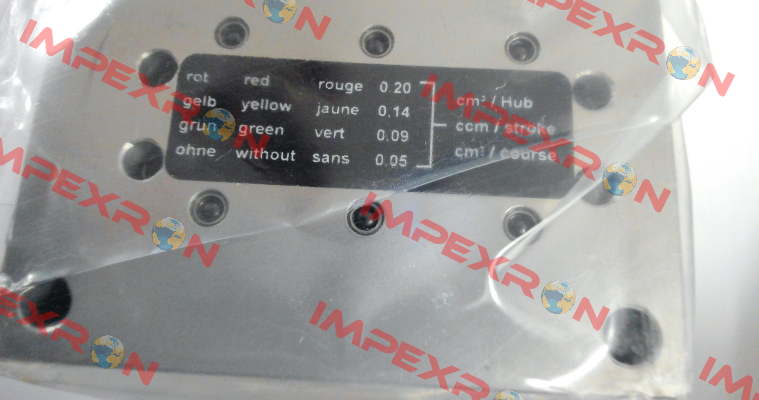 rot red rouge 0.20
gelb yellow jaune 0.14
grun green vert 0.09
ohne without sans 0.05
cm³ / Hub
ccm / stroke
cm³ / course
IMPEXRON
IMPEXRON
IMPEXRON
IMPEXRON
IMPEXRON
IMPEXRON
IMPEXRON